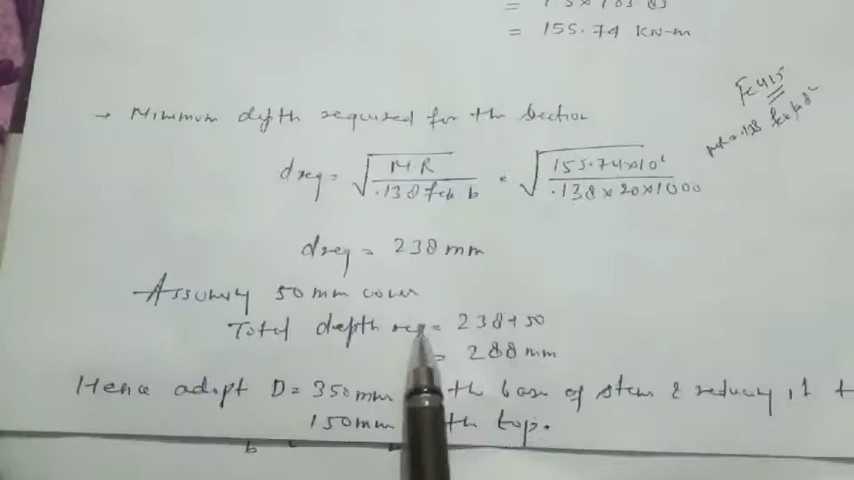 = 155.74 KN-m
Fe415
MR = .138 fck b d²
→ Minimum depth required for the Section
dreq = √ M.R / .138 fck b = √ 155.74×10⁶ / .138×20×1000
dreq = 238 mm
Assuming 50 mm cover
Total depth req = 238+50
= 288 mm
Hence adopt D = 350mm the base of stem & reducing it t
150mm the top.